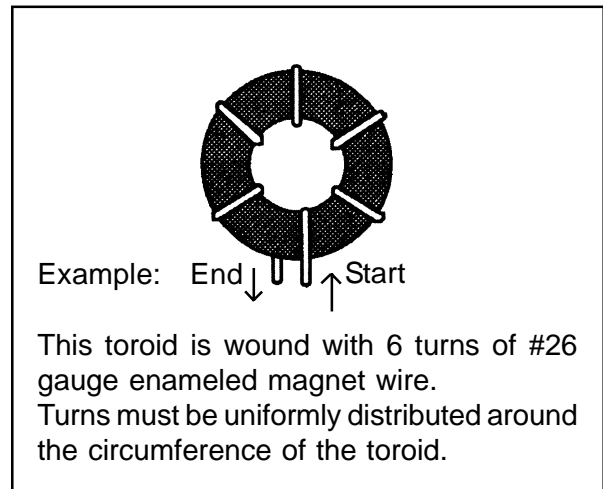 Example: End ↓ ↑ Start
This toroid is wound with 6 turns of #26
gauge enameled magnet wire.
Turns must be uniformly distributed around
the circumference of the toroid.